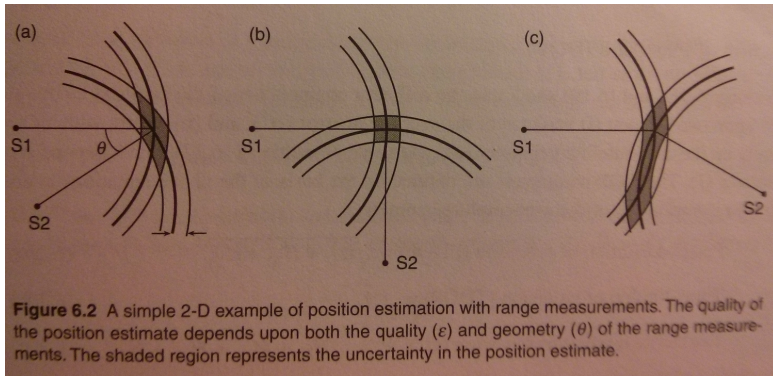 (a)
(b)
(c)
S1
θ
S2
S1
S2
S1
S2
Figure 6.2 A simple 2-D example of position estimation with range measurements. The quality of
the position estimate depends upon both the quality (ε) and geometry (θ) of the range measure-
ments. The shaded region represents the uncertainty in the position estimate.